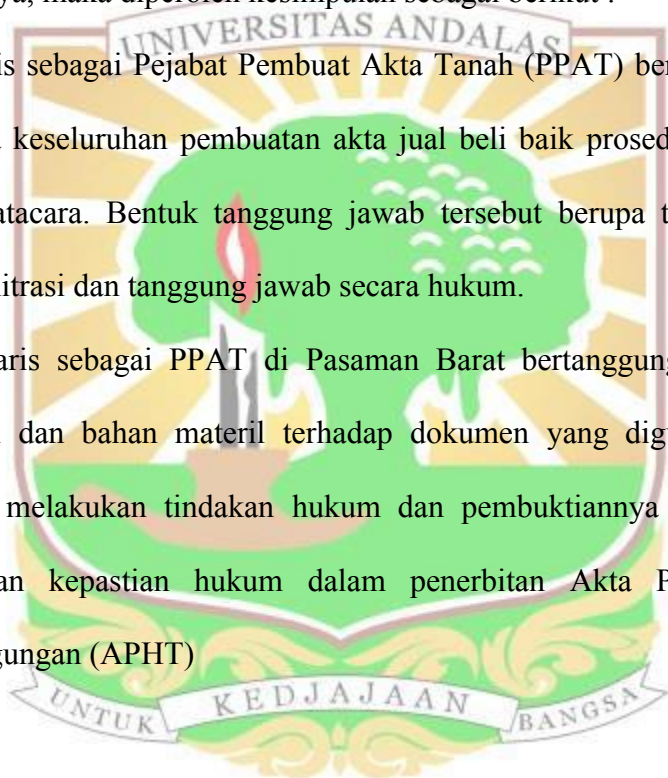 ya, maka diperoleh kesimpulan sebagai berikut :
UNIVERSITAS ANDALAS
is sebagai Pejabat Pembuat Akta Tanah (PPAT) ber
keseluruhan pembuatan akta jual beli baik prosed
atacara. Bentuk tanggung jawab tersebut berupa t
itrasi dan tanggung jawab secara hukum.
aris sebagai PPAT di Pasaman Barat bertanggung
dan bahan materil terhadap dokumen yang dig
melakukan tindakan hukum dan pembuktiannya
an kepastian hukum dalam penerbitan Akta P
gungan (APHT)
UNTUK KEDJAJAAN BANGSA